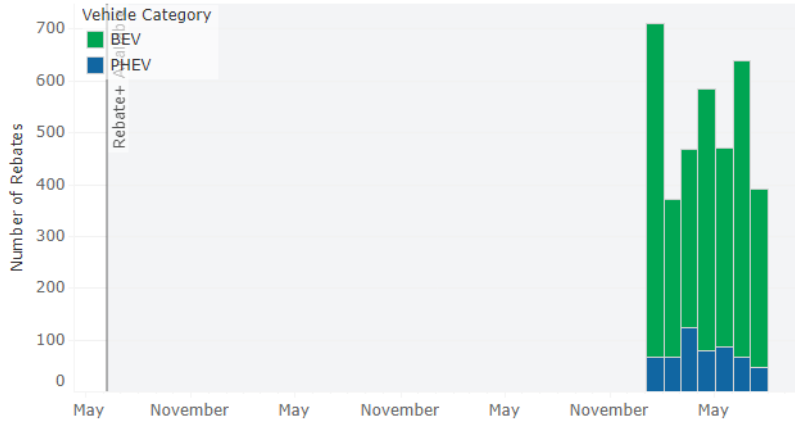 Vehicle Category
BEV
PHEV
Rebate+ Available
Number of Rebates
700
600
500
400
300
200
100
0
May
November
May
November
May
November
May